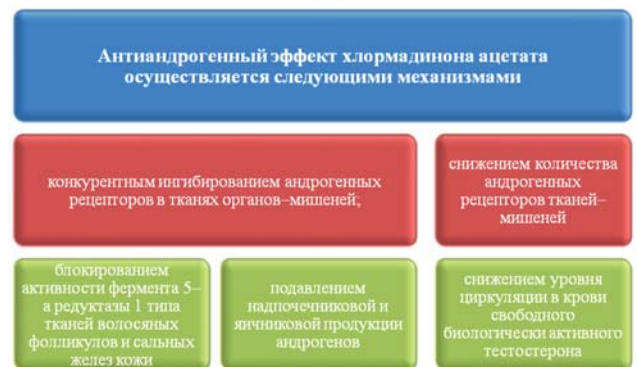 Антиандрогенный эффект хлормадинона ацетата
осуществляется следующими механизмами
конкурентным ингибированием андрогенных
рецепторов в тканях органов–мишеней;
снижением количества
андрогенных
рецепторов тканей–
мишеней
блокированием
активности фермента 5–
а редуктазы 1 типа
тканей волосяных
фолликулов и сальных
желез кожи
подавлением
надпочечниковой и
яичниковой продукции
андрогенов
снижением уровня
циркуляции в крови
свободного
биологически активного
тестостерона